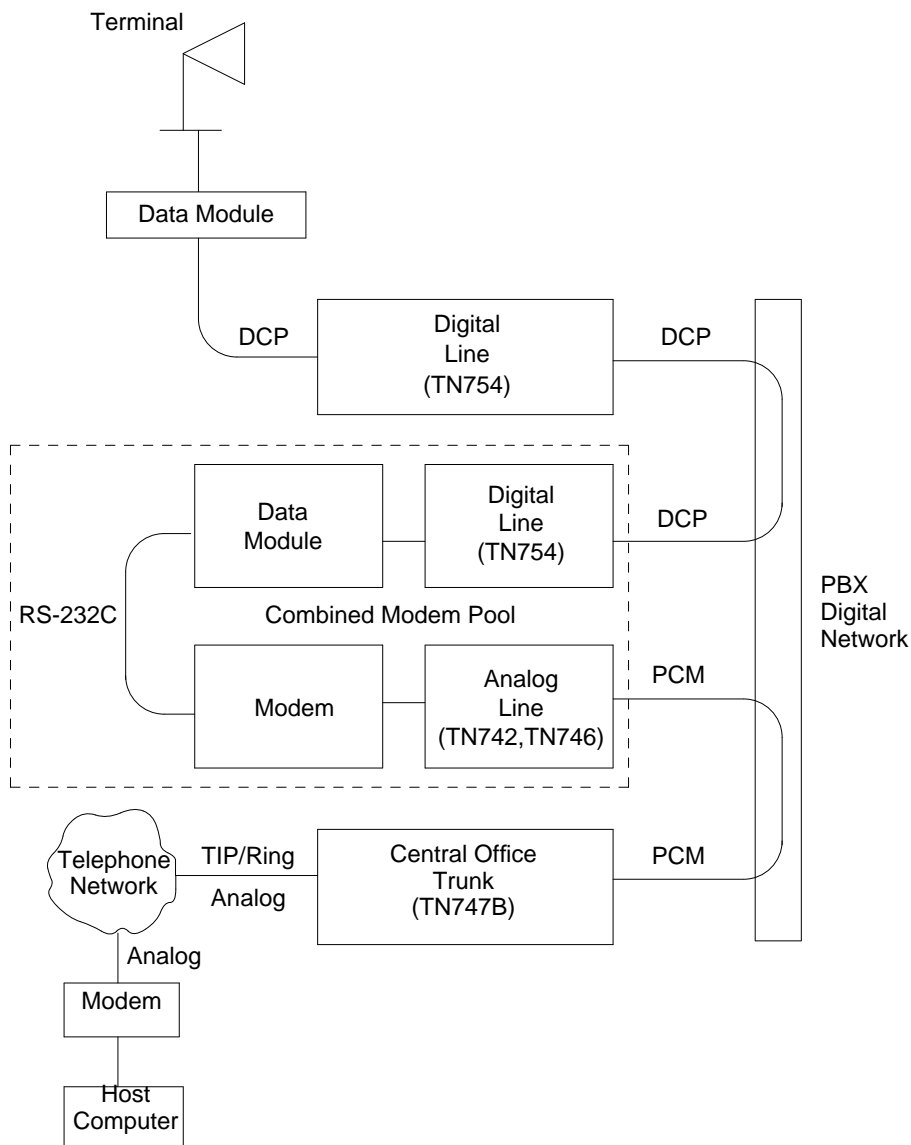 Terminal
Data Module
DCP
Digital
Line
(TN754)
DCP
Data
Module
Digital
Line
(TN754)
DCP
RS-232C
Combined Modem Pool
PBX
Digital
Network
Modem
Analog
Line
(TN742,TN746)
PCM
Telephone
Network
TIP/Ring
Analog
Central Office
Trunk
(TN747B)
PCM
Analog
Modem
Host
Computer